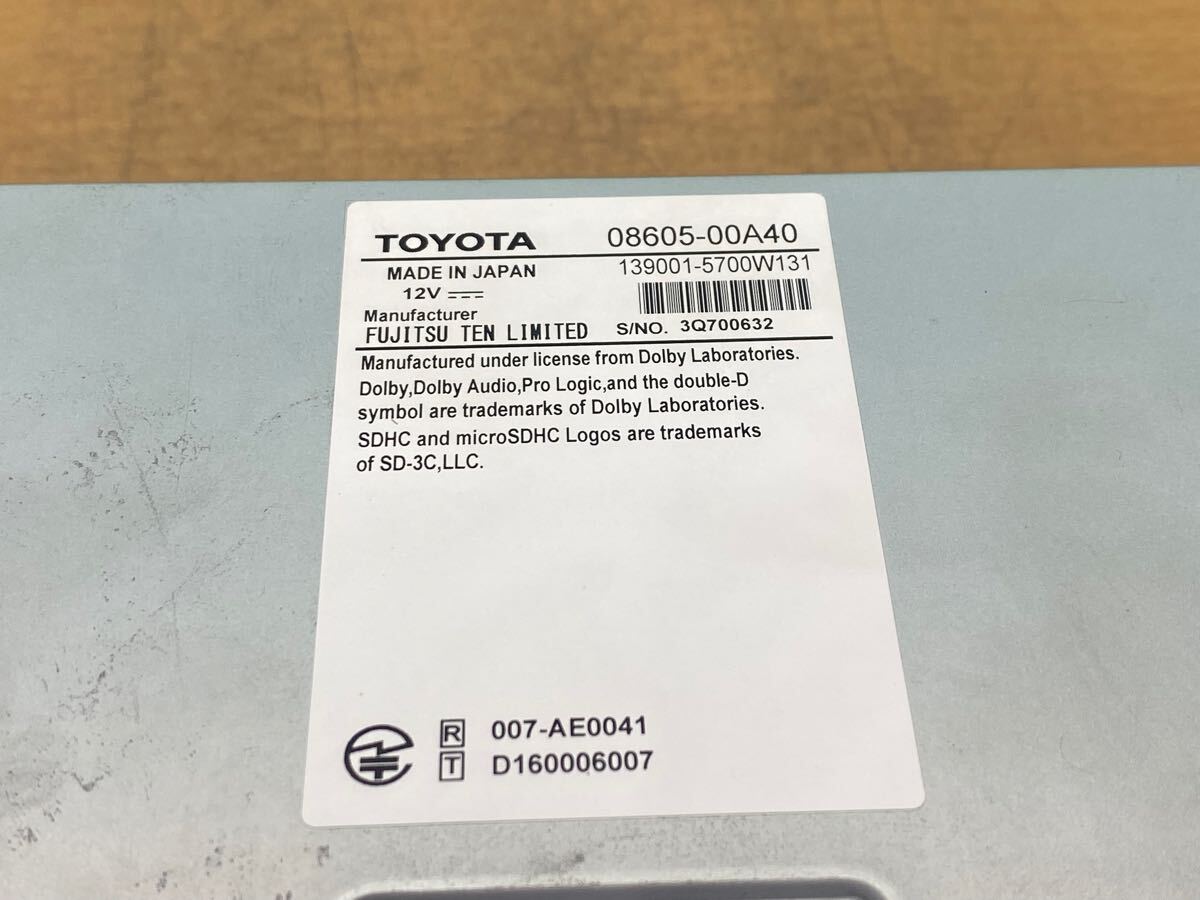 TOYOTA 08605-00A40
MADE IN JAPAN 139001-5700W131
12V
Manufacturer
FUJITSU TEN LIMITED S/NO. 3Q700632
Manufactured under license from Dolby Laboratories.
Dolby,Dolby Audio,Pro Logic,and the double-D
symbol are trademarks of Dolby Laboratories.
SDHC and microSDHC Logos are trademarks
of SD-3C,LLC.
R 007-AE0041
T D160006007